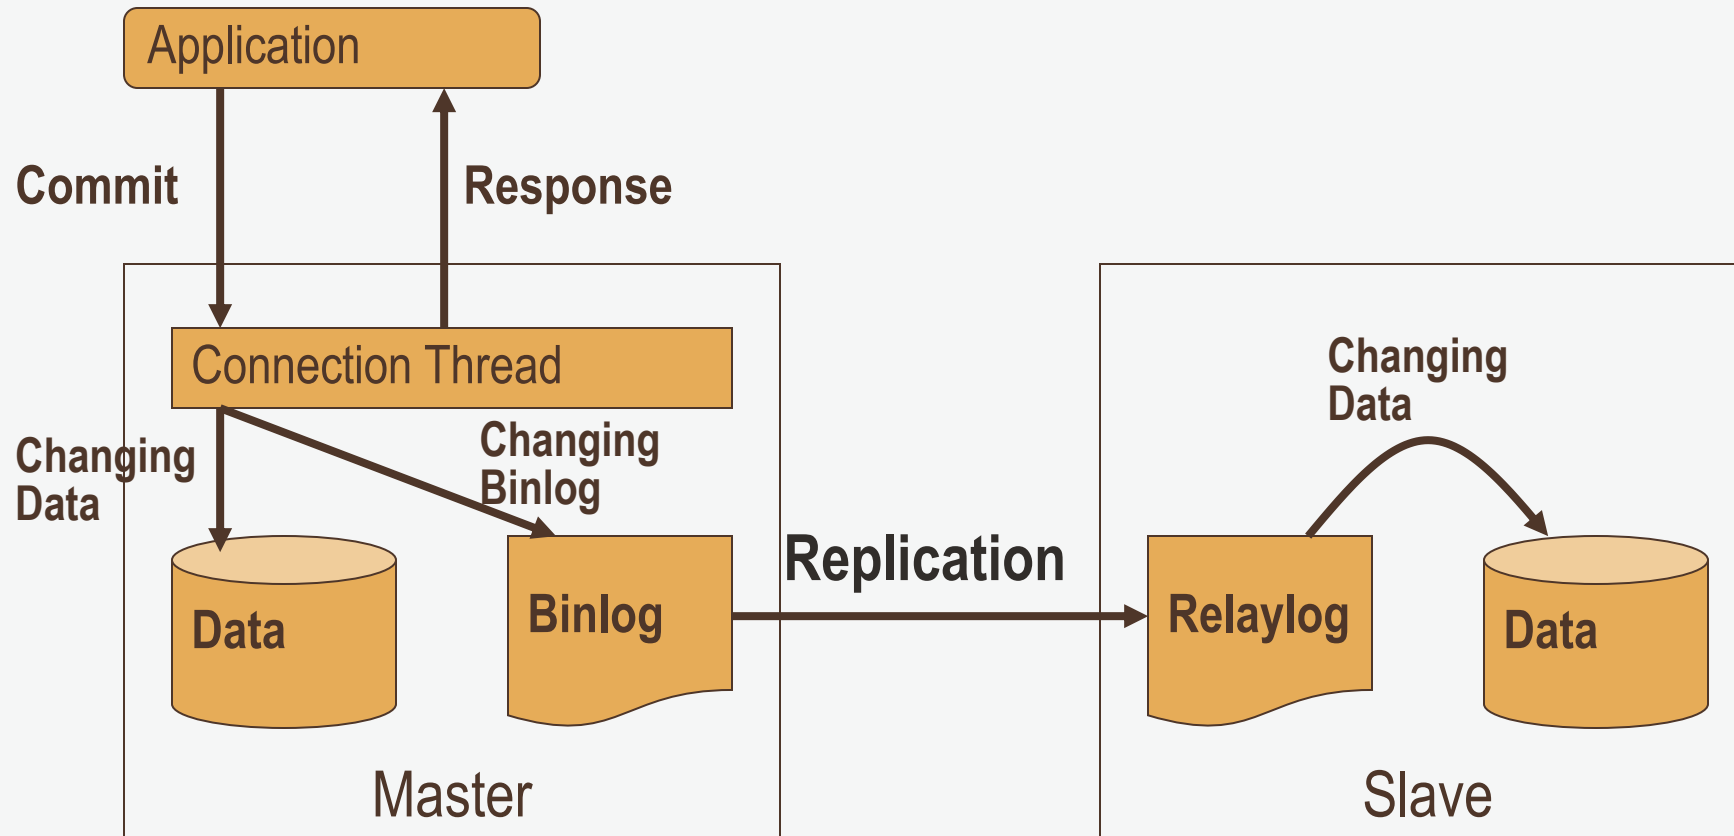 Application
Commit
Response
Connection Thread
Changing
Data
Changing
Binlog
Data
Binlog
Replication
Changing
Data
Relaylog
Data
Master
Slave